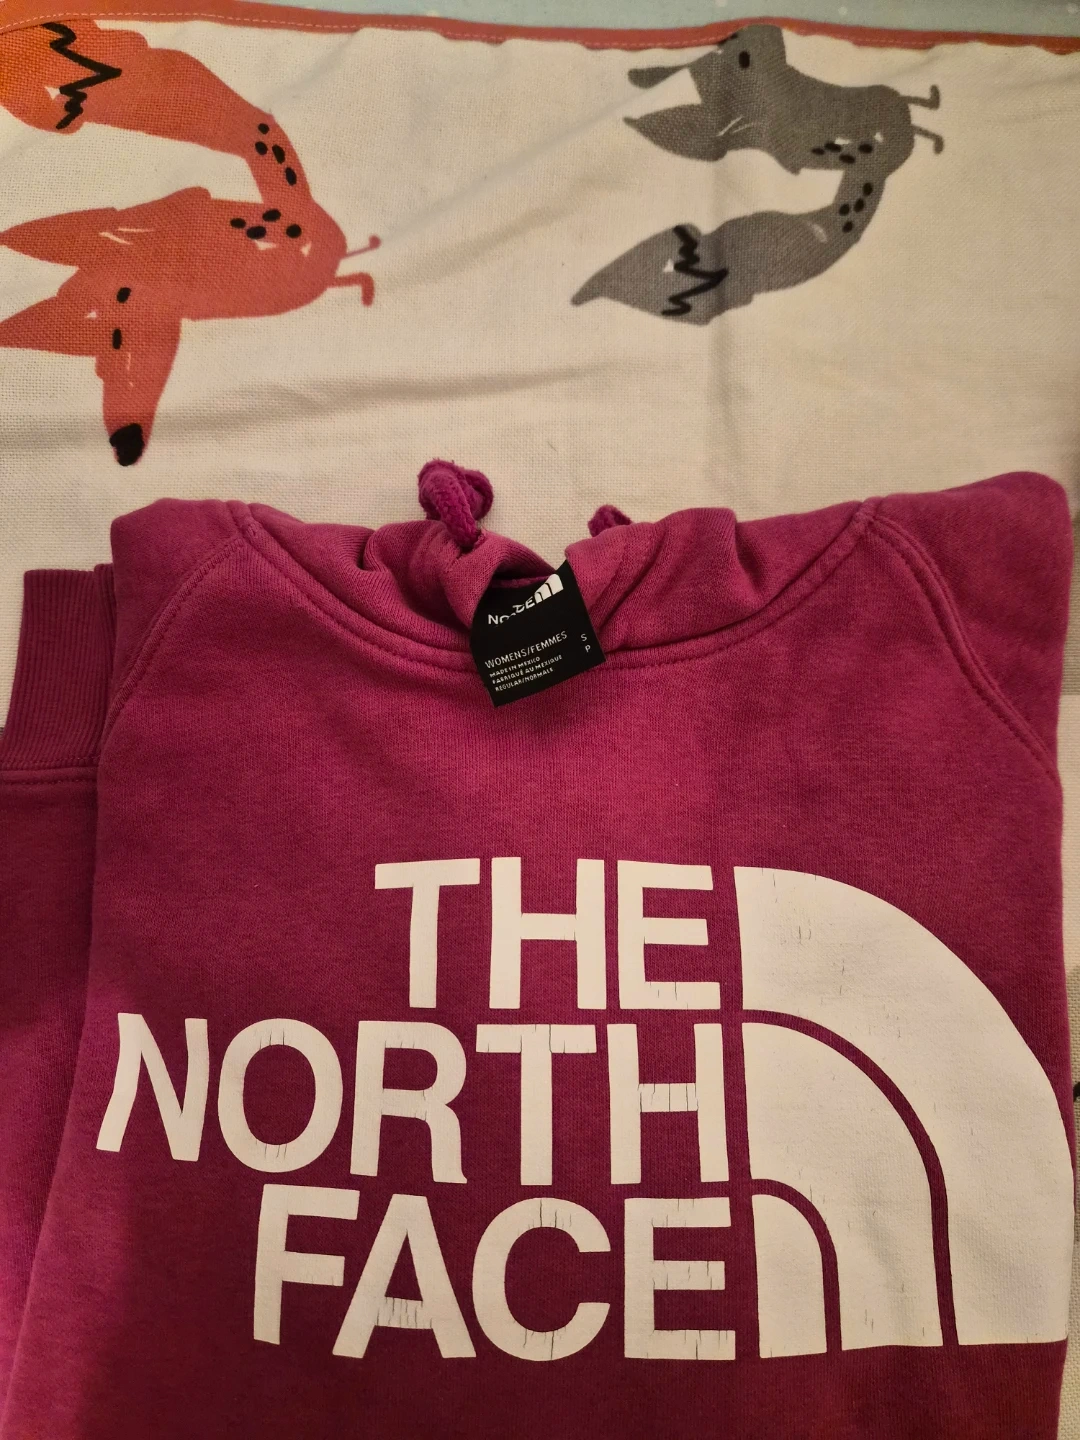 WOMENS/FEMMES S
MADE IN MEXICO P
FABRIQUÉ AU MEXIQUE
REGULAR/NORMALE
THE
NORTH
FACE